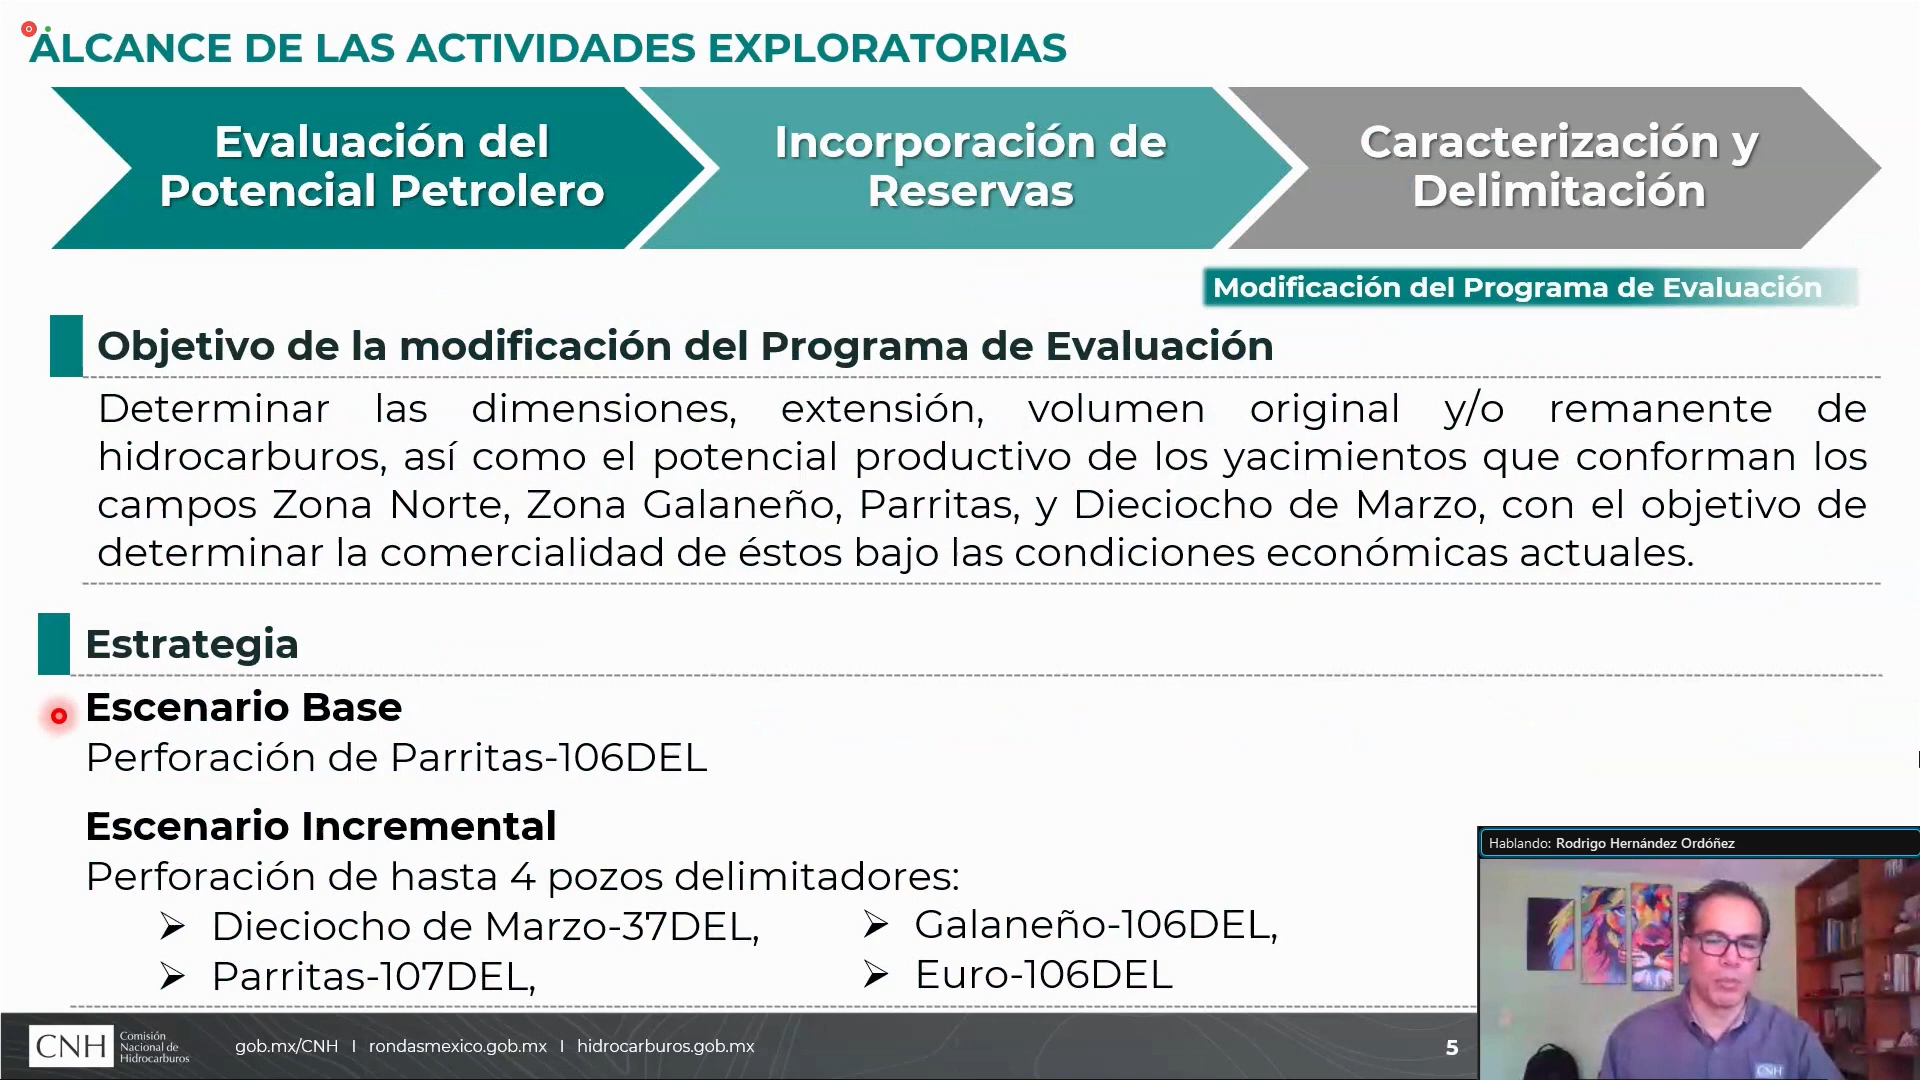 ALCANCE DE LAS ACTIVIDADES EXPLORATORIAS
Evaluación del
Potencial Petrolero
Incorporación de
Reservas
Caracterización y
Delimitación
Modificación del Programa de Evaluación
Objetivo de la modificación del Programa de Evaluación
Determinar las dimensiones, extensión, volumen original y/o remanente de
hidrocarburos, así como el potencial productivo de los yacimientos que conforman los
campos Zona Norte, Zona Galaneño, Parritas, y Dieciocho de Marzo, con el objetivo de
determinar la comercialidad de éstos bajo las condiciones económicas actuales.
Estrategia
Escenario Base
Perforación de Parritas-106DEL
Escenario Incremental
Perforación de hasta 4 pozos delimitadores:
Dieciocho de Marzo-37DEL,
Parritas-107DEL,
Galaneño-106DEL,
Euro-106DEL
Hablando: Rodrigo Hernández Ordóñez
CNH
CNH
Comisión
Nacional de
Hidrocarburos
gob.mx/CNH I rondasmexico.gob.mx I hidrocarburos.gob.mx
5